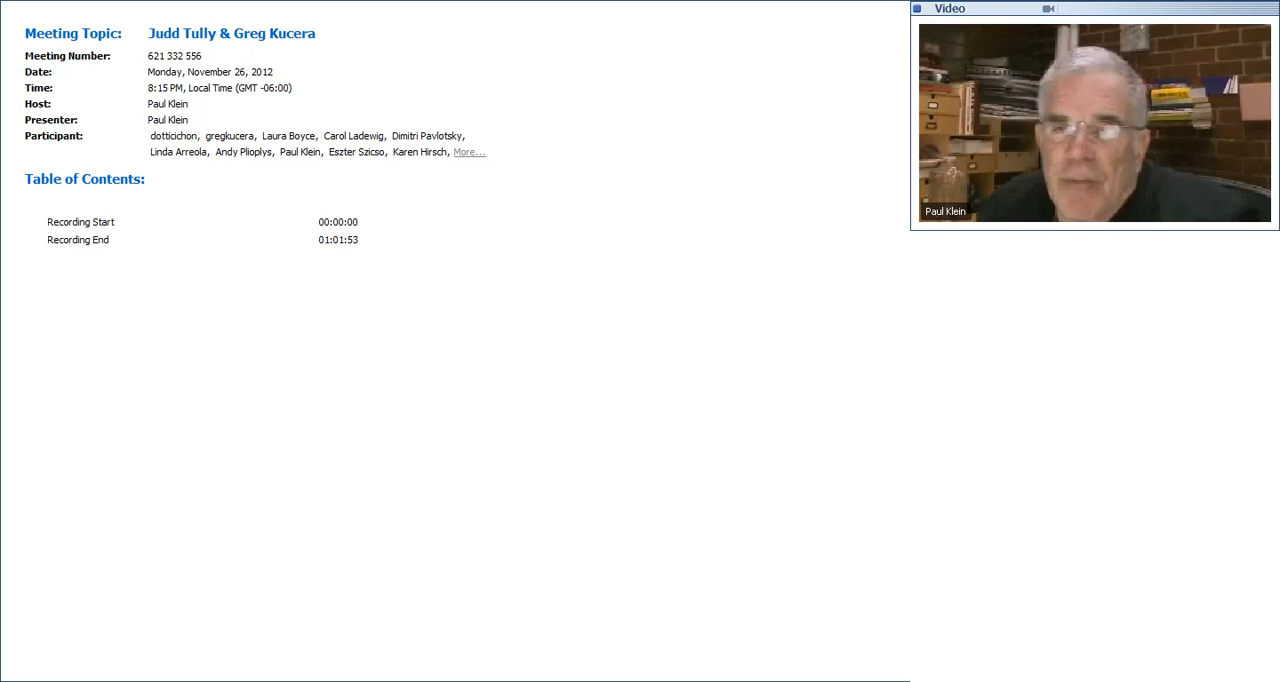 Meeting Topic: Judd Tully & Greg Kucera
Meeting Number: 621 332 556
Date: Monday, November 26, 2012
Time: 8:15 PM, Local Time (GMT -06:00)
Host: Paul Klein
Presenter: Paul Klein
Participant: dotticichon, gregkucera, Laura Boyce, Carol Ladewig, Dimitri Pavlotsky,
Linda Arreola, Andy Plioplys, Paul Klein, Eszter Szicso, Karen Hirsch, More...
Table of Contents:
Recording Start 00:00:00
Recording End 01:01:53
Video
Paul Klein